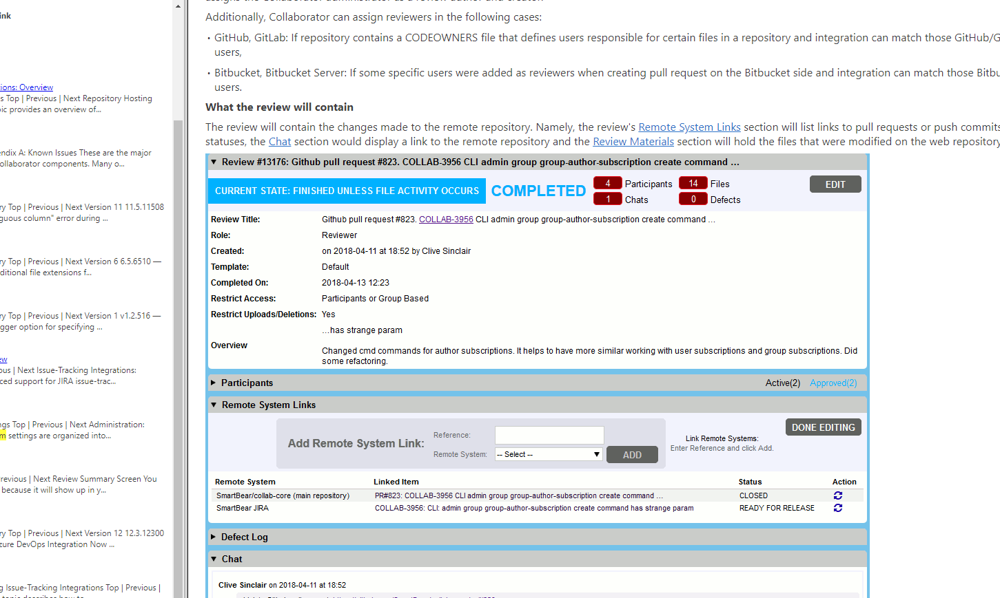 ink
ions: Overview
s Top | Previous | Next Repository Hosting
ic provides an overview of...
endix A: Known Issues These are the major
ollaborator components. Many o...
ry Top | Previous | Next Version 11 11.5.11508
guous column" error during ...
ry Top | Previous | Next Version 6 6.5.6510 —
ditional file extensions f...
ry Top | Previous | Next Version 1 v1.2.516 —
gger option for specifying ...
ew
ous | Next Issue-Tracking Integrations:
ced support for JIRA issue-trac...
ngs Top | Previous | Next Administration:
m settings are organized into...
revious | Next Review Summary Screen You
because it will show up in y...
ry Top | Previous | Next Version 12 12.3.12300
zure DevOps Integration Now ...
g Issue-Tracking Integrations Top | Previous |
Additionally, Collaborator can assign reviewers in the following cases:
• GitHub, GitLab: If repository contains a CODEOWNERS file that defines users responsible for certain files in a repository and integration can match those GitHub/G
users,
• Bitbucket, Bitbucket Server: If some specific users were added as reviewers when creating pull request on the Bitbucket side and integration can match those Bitbu
users.
What the review will contain
The review will contain the changes made to the remote repository. Namely, the review's Remote System Links section will list links to pull requests or push commits
statuses, the Chat section would display a link to the remote repository and the Review Materials section will hold the files that were modified on the web repository
Review #13176: Github pull request #823. COLLAB-3956 CLI admin group group-author-subscription create command ...
CURRENT STATE: FINISHED UNLESS FILE ACTIVITY OCCURS COMPLETED 4 Participants 14 Files EDIT
1 Chats 0 Defects
Review Title: Github pull request #823. COLLAB-3956 CLI admin group group-author-subscription create command ...
Role: Reviewer
Created: on 2018-04-11 at 18:52 by Clive Sinclair
Template: Default
Completed On: 2018-04-13 12:23
Restrict Access: Participants or Group Based
Restrict Uploads/Deletions: Yes
...has strange param
Overview
Changed cmd commands for author subscriptions. It helps to have more similar working with user subscriptions and group subscriptions. Did
some refactoring.
Participants Active(2) Approved(2)
Remote System Links
Add Remote System Link: Reference: DONE EDITING
Remote System: -- Select -- ADD
Link Remote Systems:
Enter Reference and click Add.
Remote System Linked Item Status Action
SmartBear/collab-core (main repository) PR#823: COLLAB-3956 CLI admin group group-author-subscription create command ... CLOSED
SmartBear JIRA COLLAB-3956: CLI: admin group group-author-subscription create command has strange param READY FOR RELEASE
Defect Log
Chat
Clive Sinclair on 2018-04-11 at 18:52